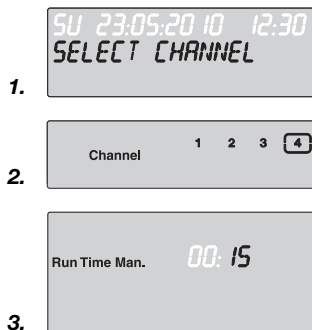 SU 23:05:2010 12:30
SELECT CHANNEL
1.
Channel 1 2 3 4
2.
Run Time Man. 00:15
3.